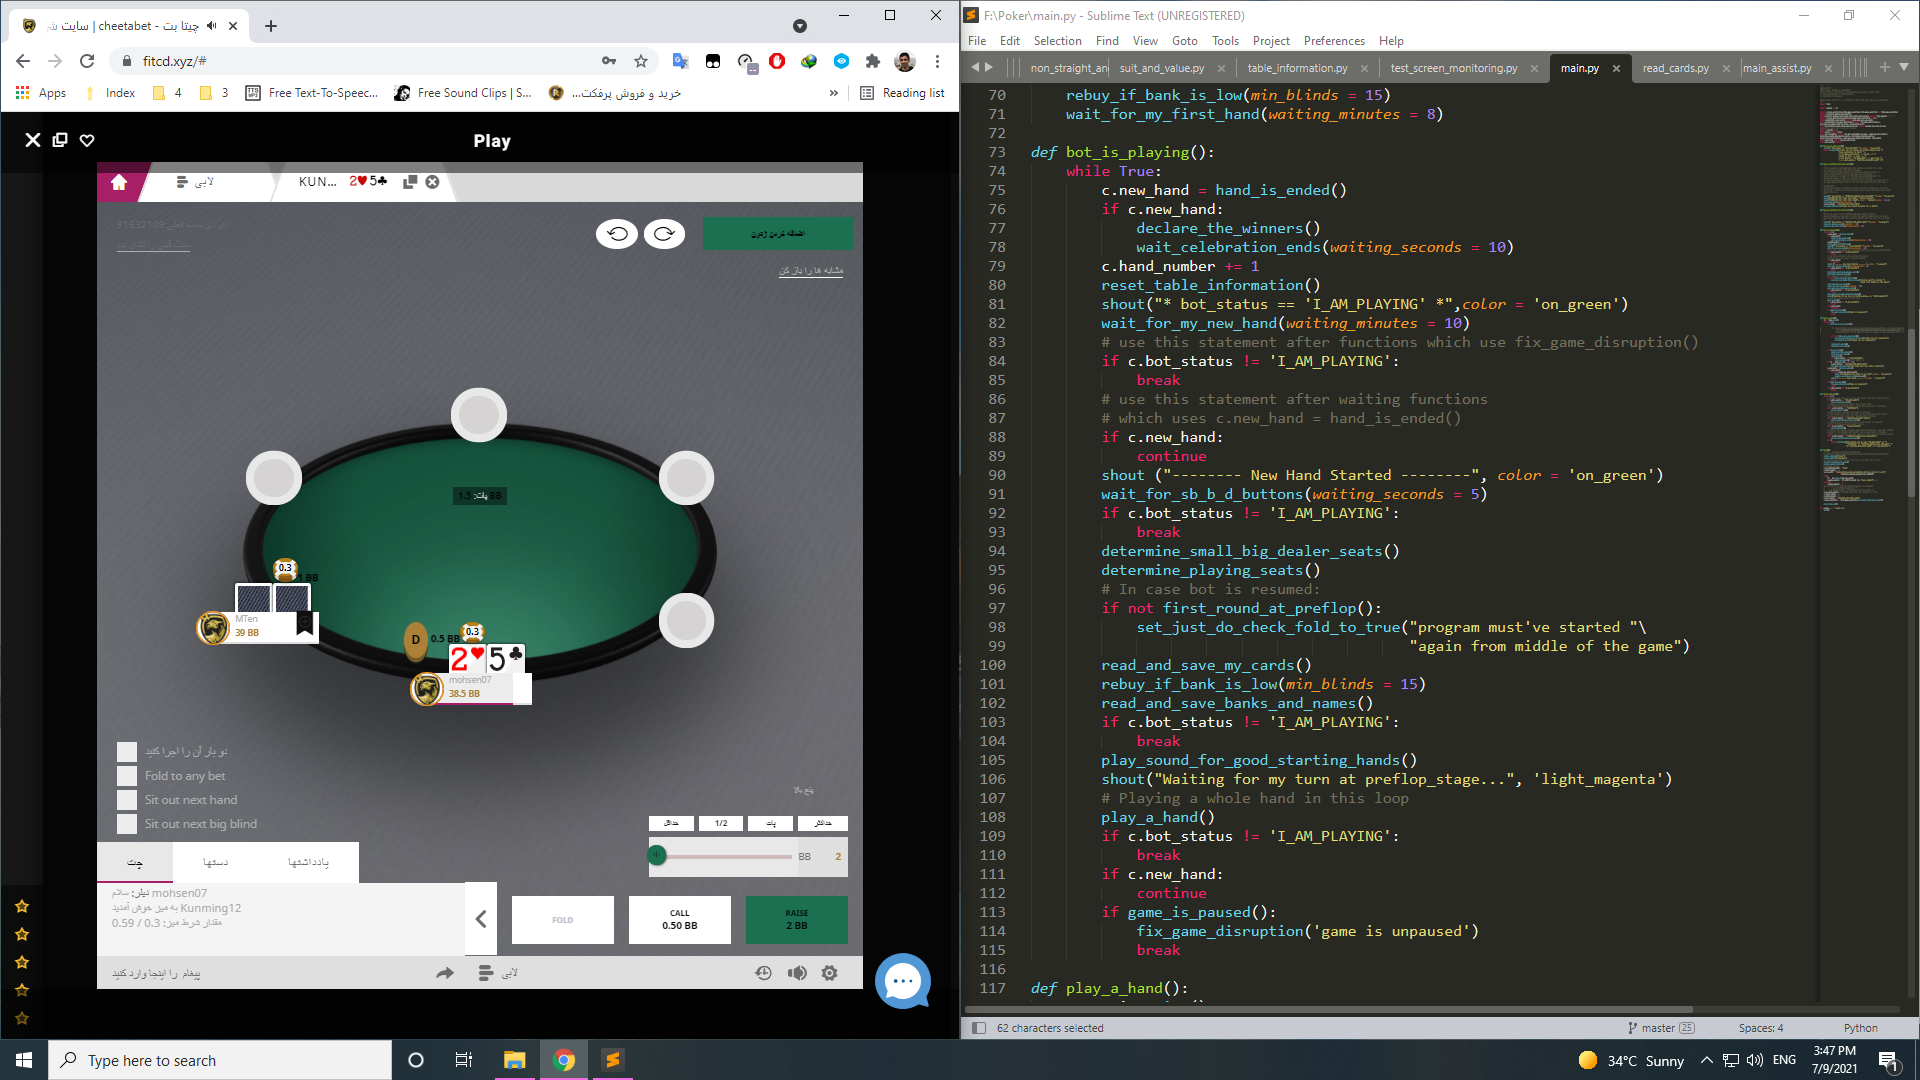 چیتا بت - cheetabet | سایت
fitcd.xyz/#
Apps
Index
4
3
Free Text-To-Speec...
Free Sound Clips | S...
خرید و فروش پرفکت...
»
Reading list
Play
لابی
KUN... 2♥5♣
اضافه کردن ژتون
مشابه ها را باز کن
پات: 1.5 BB
0.3
1 BB
MTen
39 BB
D
0.5 BB
0.3
2♥ 5♣
mohsen07
38.5 BB
دو بار آن را اجرا کنید
Fold to any bet
Sit out next hand
Sit out next big blind
پنج بالا
حداقل
1/2
پات
حداکثر
BB 2
چت
دستها
یادداشتها
دیلر: سلام mohsen07
به میز خوش آمدید Kunming12
مقدار شرط میز: 0.3 / 0.59
FOLD
CALL
0.50 BB
RAISE
2 BB
پیغام را اینجا وارد کنید
لابی
F:\Poker\main.py - Sublime Text (UNREGISTERED)
File Edit Selection Find View Goto Tools Project Preferences Help
non_straight_an
suit_and_value.py
table_information.py
test_screen_monitoring.py
main.py
read_cards.py
main_assist.py
70 rebuy_if_bank_is_low(min_blinds = 15)
71 wait_for_my_first_hand(waiting_minutes = 8)
72
73 def bot_is_playing():
74 while True:
75 c.new_hand = hand_is_ended()
76 if c.new_hand:
77 declare_the_winners()
78 wait_celebration_ends(waiting_seconds = 10)
79 c.hand_number += 1
80 reset_table_information()
81 shout("* bot_status == 'I_AM_PLAYING' *",color = 'on_green')
82 wait_for_my_new_hand(waiting_minutes = 10)
83 # use this statement after functions which use fix_game_disruption()
84 if c.bot_status != 'I_AM_PLAYING':
85 break
86 # use this statement after waiting functions
87 # which uses c.new_hand = hand_is_ended()
88 if c.new_hand:
89 continue
90 shout ("-------- New Hand Started --------", color = 'on_green')
91 wait_for_sb_b_d_buttons(waiting_seconds = 5)
92 if c.bot_status != 'I_AM_PLAYING':
93 break
94 determine_small_big_dealer_seats()
95 determine_playing_seats()
96 # In case bot is resumed:
97 if not first_round_at_preflop():
98 set_just_do_check_fold_to_true("program must've started "\
99 "again from middle of the game")
100 read_and_save_my_cards()
101 rebuy_if_bank_is_low(min_blinds = 15)
102 read_and_save_banks_and_names()
103 if c.bot_status != 'I_AM_PLAYING':
104 break
105 play_sound_for_good_starting_hands()
106 shout("Waiting for my turn at preflop_stage...", 'light_magenta')
107 # Playing a whole hand in this loop
108 play_a_hand()
109 if c.bot_status != 'I_AM_PLAYING':
110 break
111 if c.new_hand:
112 continue
113 if game_is_paused():
114 fix_game_disruption('game is unpaused')
115 break
116
117 def play_a_hand():
62 characters selected
master 25
Spaces: 4
Python
Type here to search
34°C Sunny
ENG
3:47 PM
7/9/2021
1